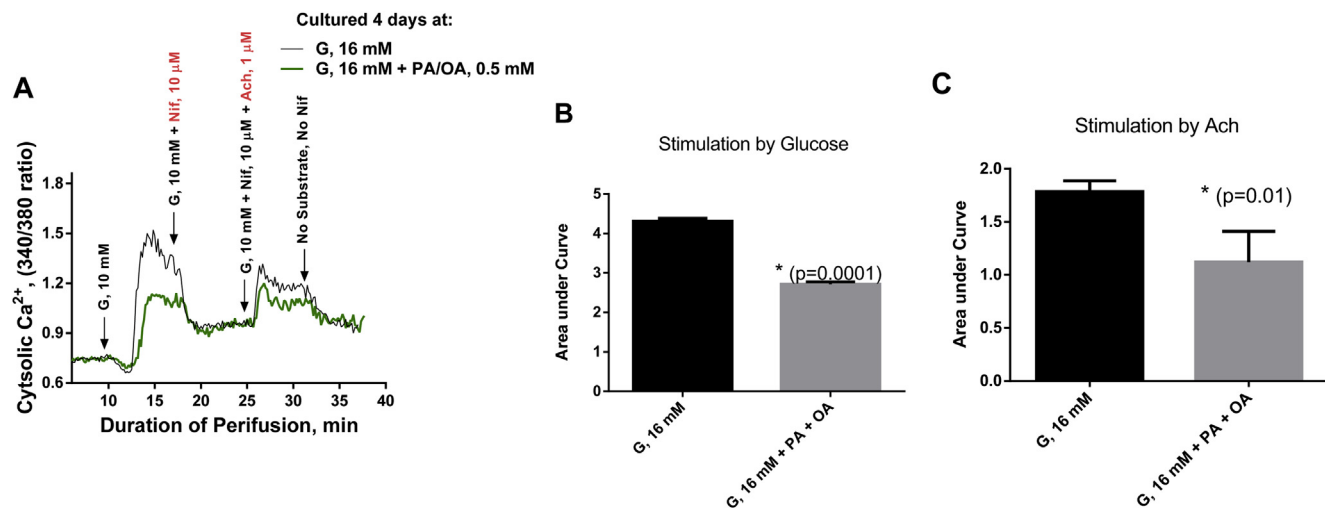 Cultured 4 days at:
G, 16 mM
G, 16 mM + PA/OA, 0.5 mM
A
G, 10 mM
G, 10 mM + Nif, 10 μM
G, 10 mM + Nif, 10 μM + Ach, 1 μM
No Substrate, No Nif
Cytsolic Ca2+, (340/380 ratio)
1.8
1.5
1.2
0.9
0.6
10 15 20 25 30 35 40
Duration of Perifusion, min
B
Stimulation by Glucose
Area under Curve
5
4
3
2
1
0
* (p=0.0001)
G, 16 mM
G, 16 mM + PA + OA
C
Stimulation by Ach
Area under Curve
2.0
1.5
1.0
0.5
0.0
* (p=0.01)
G, 16 mM
G, 16 mM + PA + OA